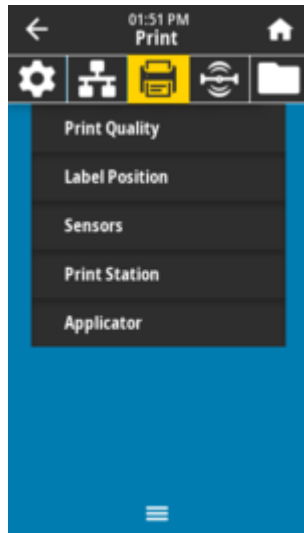 01:51 PM
Print
Print Quality
Label Position
Sensors
Print Station
Applicator